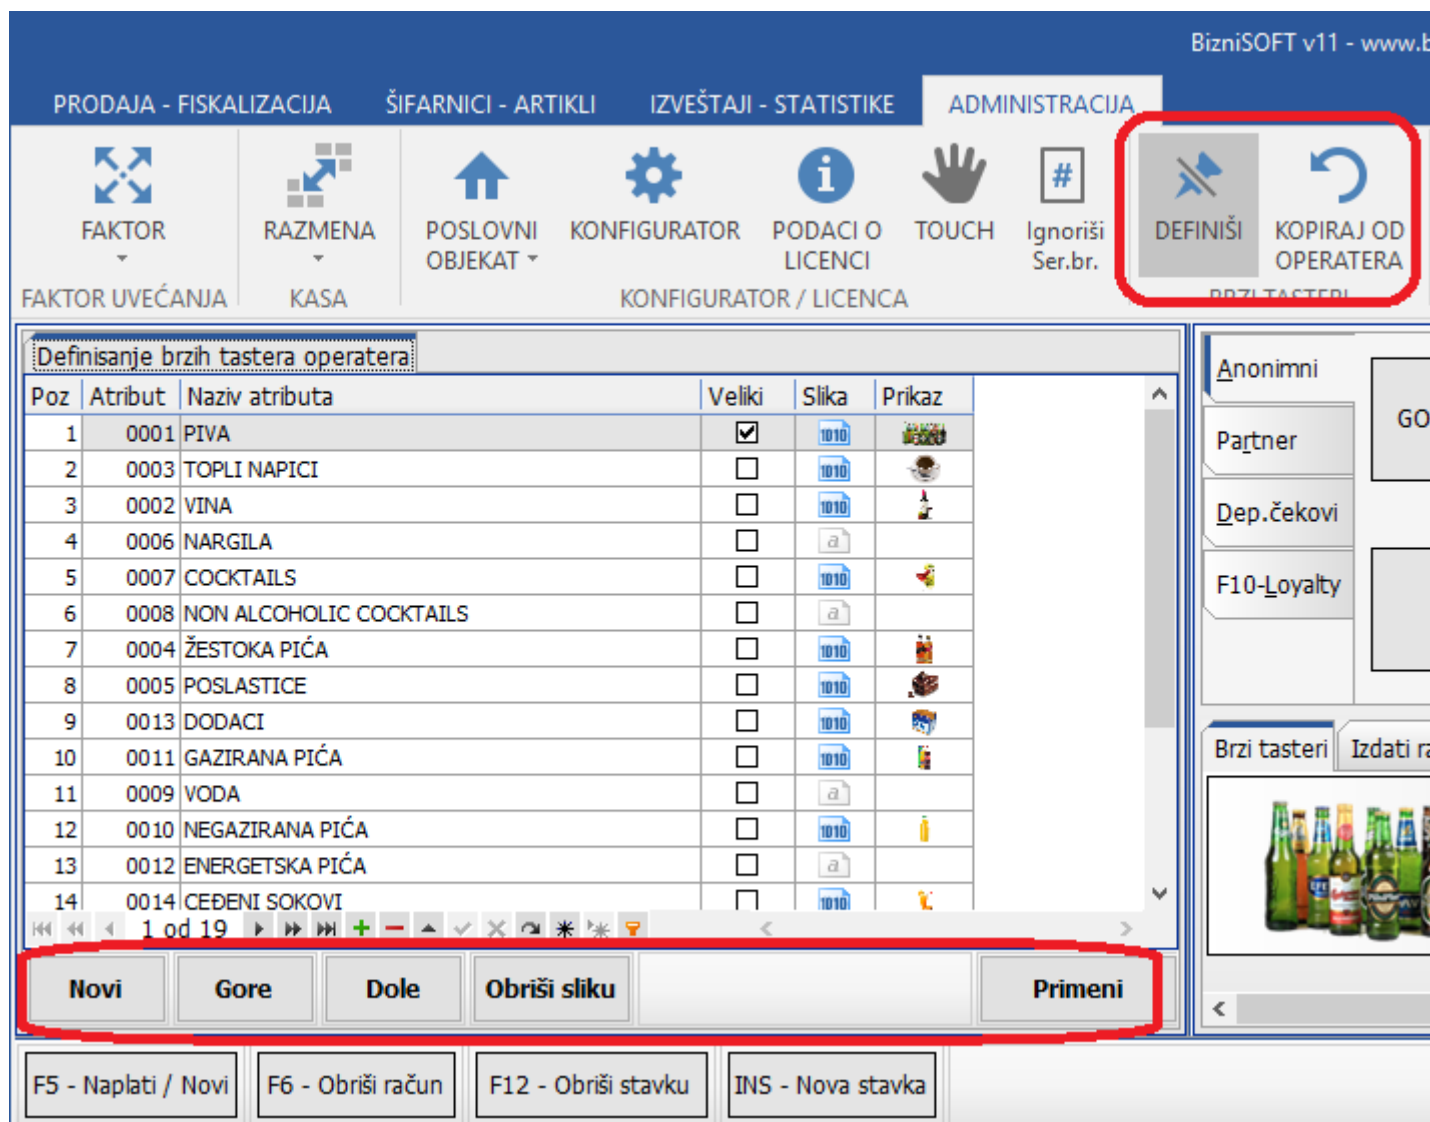 BizniSOFT v11 - www.b
PRODAJA - FISKALIZACIJA ŠIFARNICI - ARTIKLI IZVEŠTAJI - STATISTIKE ADMINISTRACIJA
FAKTOR RAZMENA POSLOVNI OBJEKAT KONFIGURATOR PODACI O LICENCI TOUCH Ignoriši Ser.br. DEFINIŠI KOPIRAJ OD OPERATERA
FAKTOR UVEĆANJA KASA KONFIGURATOR / LICENCA BRZI TASTERI
Definisanje brzih tastera operatera
Poz Atribut Naziv atributa Veliki Slika Prikaz
1 0001 PIVA
2 0003 TOPLI NAPICI
3 0002 VINA
4 0006 NARGILA
5 0007 COCKTAILS
6 0008 NON ALCOHOLIC COCKTAILS
7 0004 ŽESTOKA PIĆA
8 0005 POSLASTICE
9 0013 DODACI
10 0011 GAZIRANA PIĆA
11 0009 VODA
12 0010 NEGAZIRANA PIĆA
13 0012 ENERGETSKA PIĆA
14 0014 CEĐENI SOKOVI
1 od 19
Novi Gore Dole Obriši sliku Primeni
Anonimni
GO
Partner
Dep.čekovi
F10-Loyalty
Brzi tasteri Izdati ra
F5 - Naplati / Novi F6 - Obriši račun F12 - Obriši stavku INS - Nova stavka